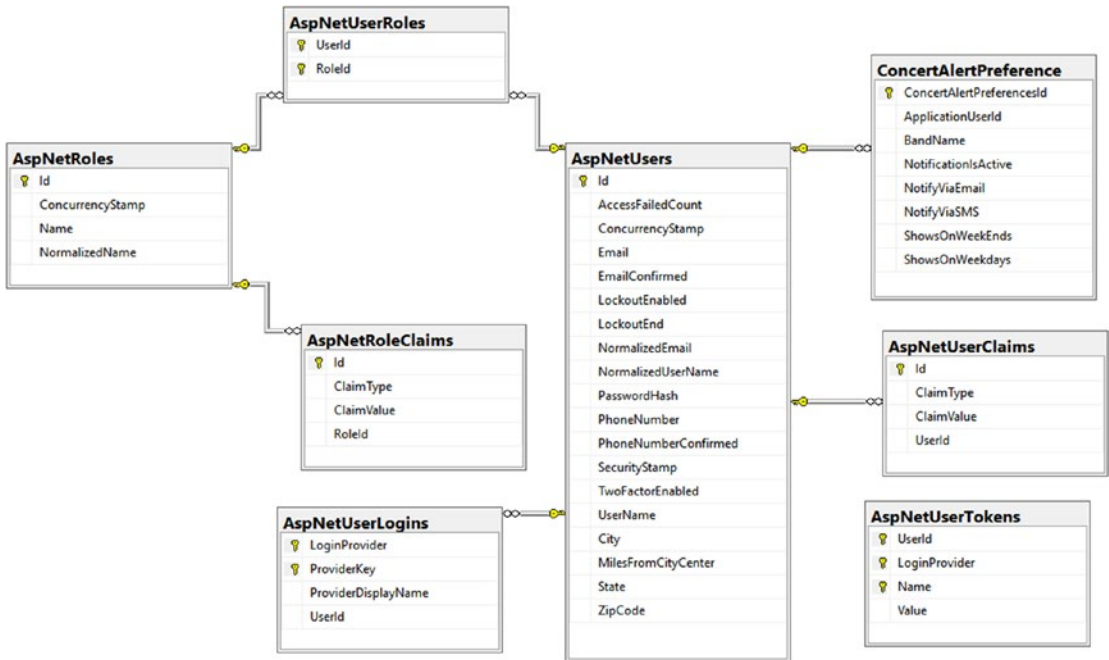 AspNetUserRoles
UserId
RoleId
AspNetRoles
Id
ConcurrencyStamp
Name
NormalizedName
AspNetRoleClaims
Id
ClaimType
ClaimValue
RoleId
AspNetUserLogins
LoginProvider
ProviderKey
ProviderDisplayName
UserId
AspNetUsers
Id
AccessFailedCount
ConcurrencyStamp
Email
EmailConfirmed
LockoutEnabled
LockoutEnd
NormalizedEmail
NormalizedUserName
PasswordHash
PhoneNumber
PhoneNumberConfirmed
SecurityStamp
TwoFactorEnabled
UserName
City
MilesFromCityCenter
State
ZipCode
ConcertAlertPreference
ConcertAlertPreferencesId
ApplicationUserId
BandName
NotificationIsActive
NotifyViaEmail
NotifyViaSMS
ShowsOnWeekEnds
ShowsOnWeekdays
AspNetUserClaims
Id
ClaimType
ClaimValue
UserId
AspNetUserTokens
UserId
LoginProvider
Name
Value